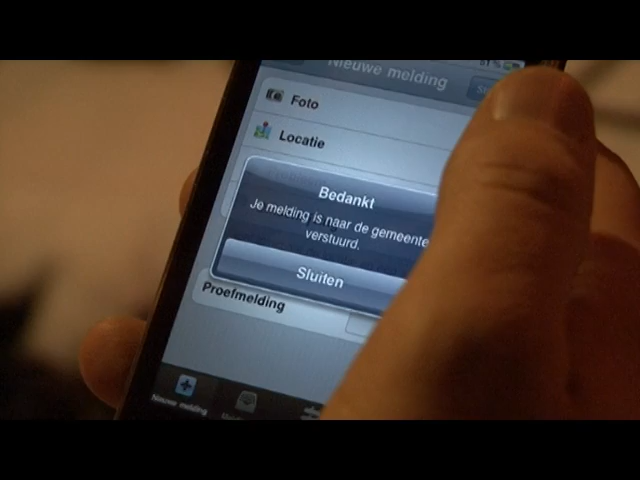 Nieuwe melding
Foto
Locatie
Bedankt
Je melding is naar de gemeente
verstuurd.
Sluiten
Proefmelding
Nieuwe melding